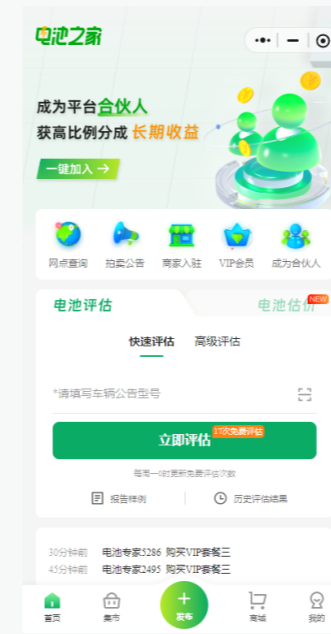 电池之家
成为平台合伙人
获高比例分成 长期收益
一键加入 →
网点查询 拍卖公告 商家入驻 VIP会员 成为合伙人
电池评估 电池估价 NEW
快速评估 高级评估
*请填写车辆公告型号
立即评估 17次免费评估
每周一0时更新免费评估次数
报告样例 历史评估结果
30分钟前 电池专家5286 购买VIP套餐三
45分钟前 电池专家2495 购买VIP套餐三
首页 集市 发布 商城 我的